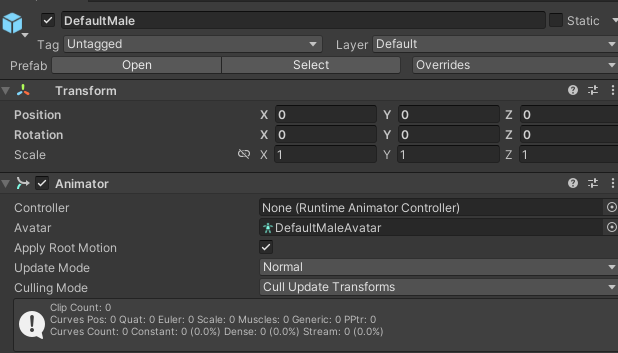 DefaultMale Static
Tag Untagged Layer Default
Prefab Open Select Overrides
Transform
Position X 0 Y 0 Z 0
Rotation X 0 Y 0 Z 0
Scale X 1 Y 1 Z 1
Animator
Controller None (Runtime Animator Controller)
Avatar DefaultMaleAvatar
Apply Root Motion
Update Mode Normal
Culling Mode Cull Update Transforms
Clip Count: 0
Curves Pos: 0 Quat: 0 Euler: 0 Scale: 0 Muscles: 0 Generic: 0 PPtr: 0
Curves Count: 0 Constant: 0 (0.0%) Dense: 0 (0.0%) Stream: 0 (0.0%)